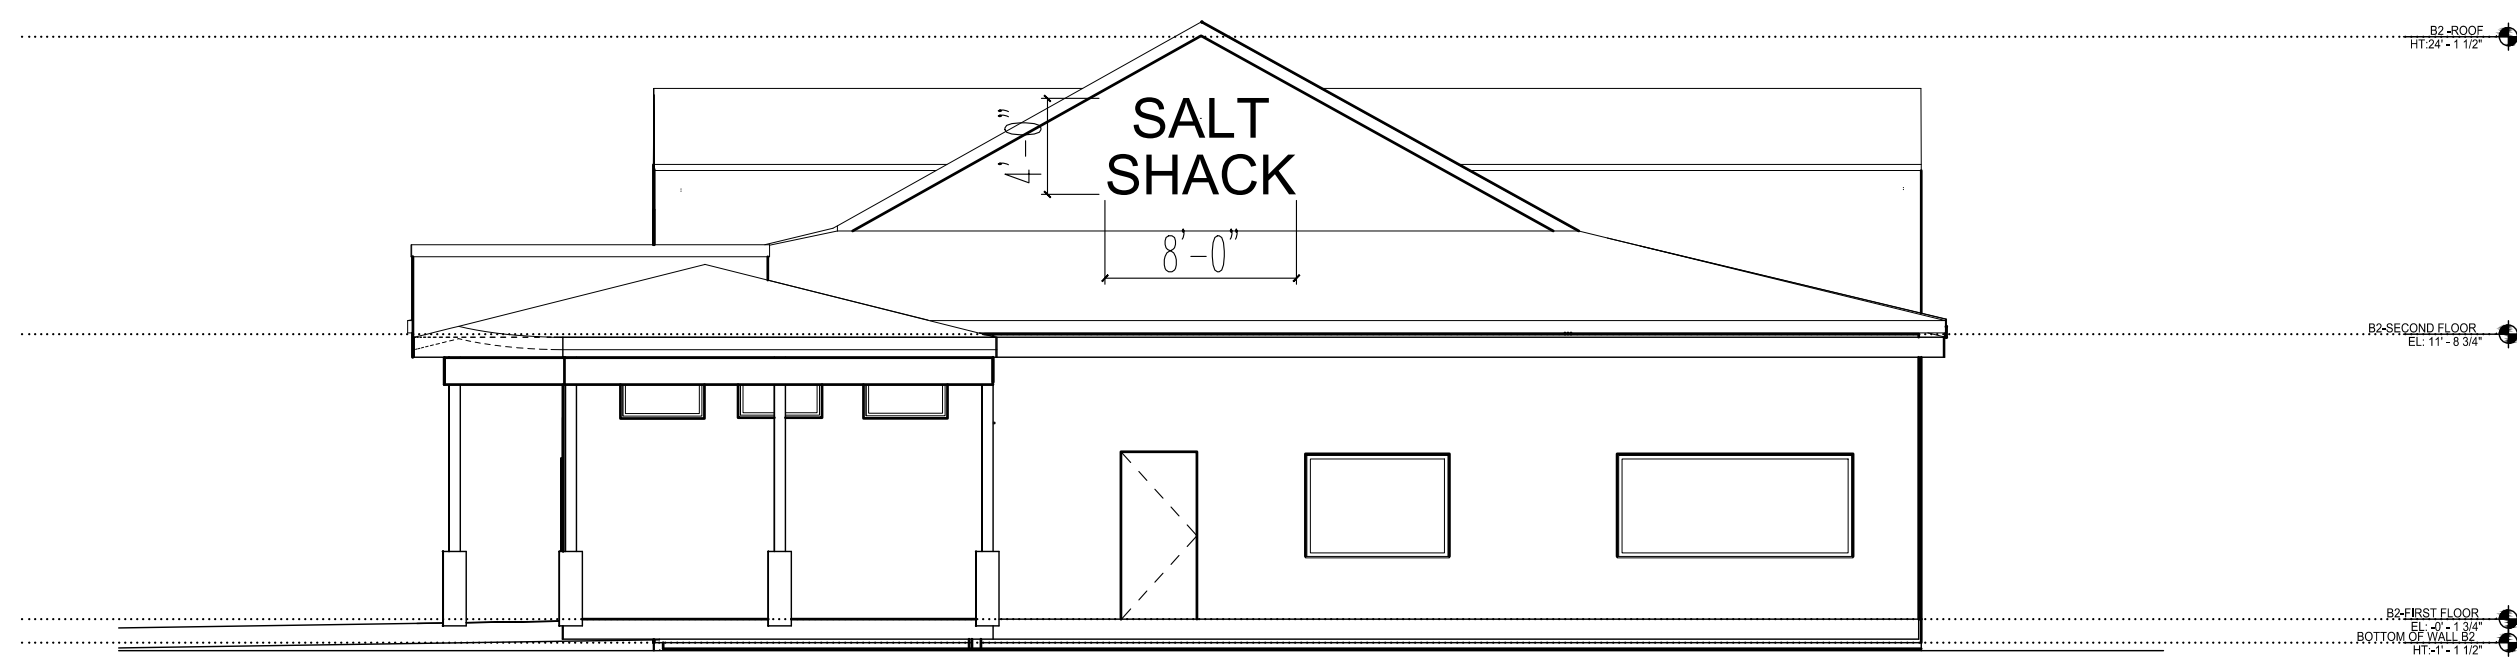 B2 -ROOF
HT:24' - 1 1/2"
SALT
SHACK
4'-0"
8'-0"
B2-SECOND FLOOR
EL: 11' - 8 3/4"
B2-FIRST FLOOR
EL: -0' - 1 3/4"
BOTTOM OF WALL B2
HT:-1' - 1 1/2"